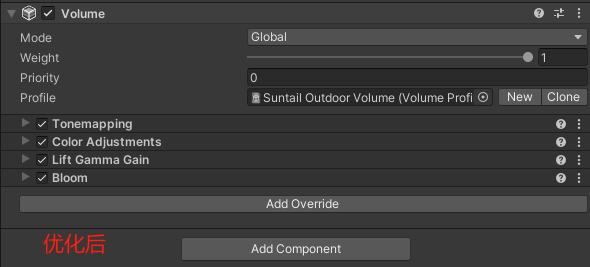 Volume
Mode Global
Weight 1
Priority 0
Profile Suntail Outdoor Volume (Volume Profi New Clone
Tonemapping
Color Adjustments
Lift Gamma Gain
Bloom
Add Override
优化后
Add Component